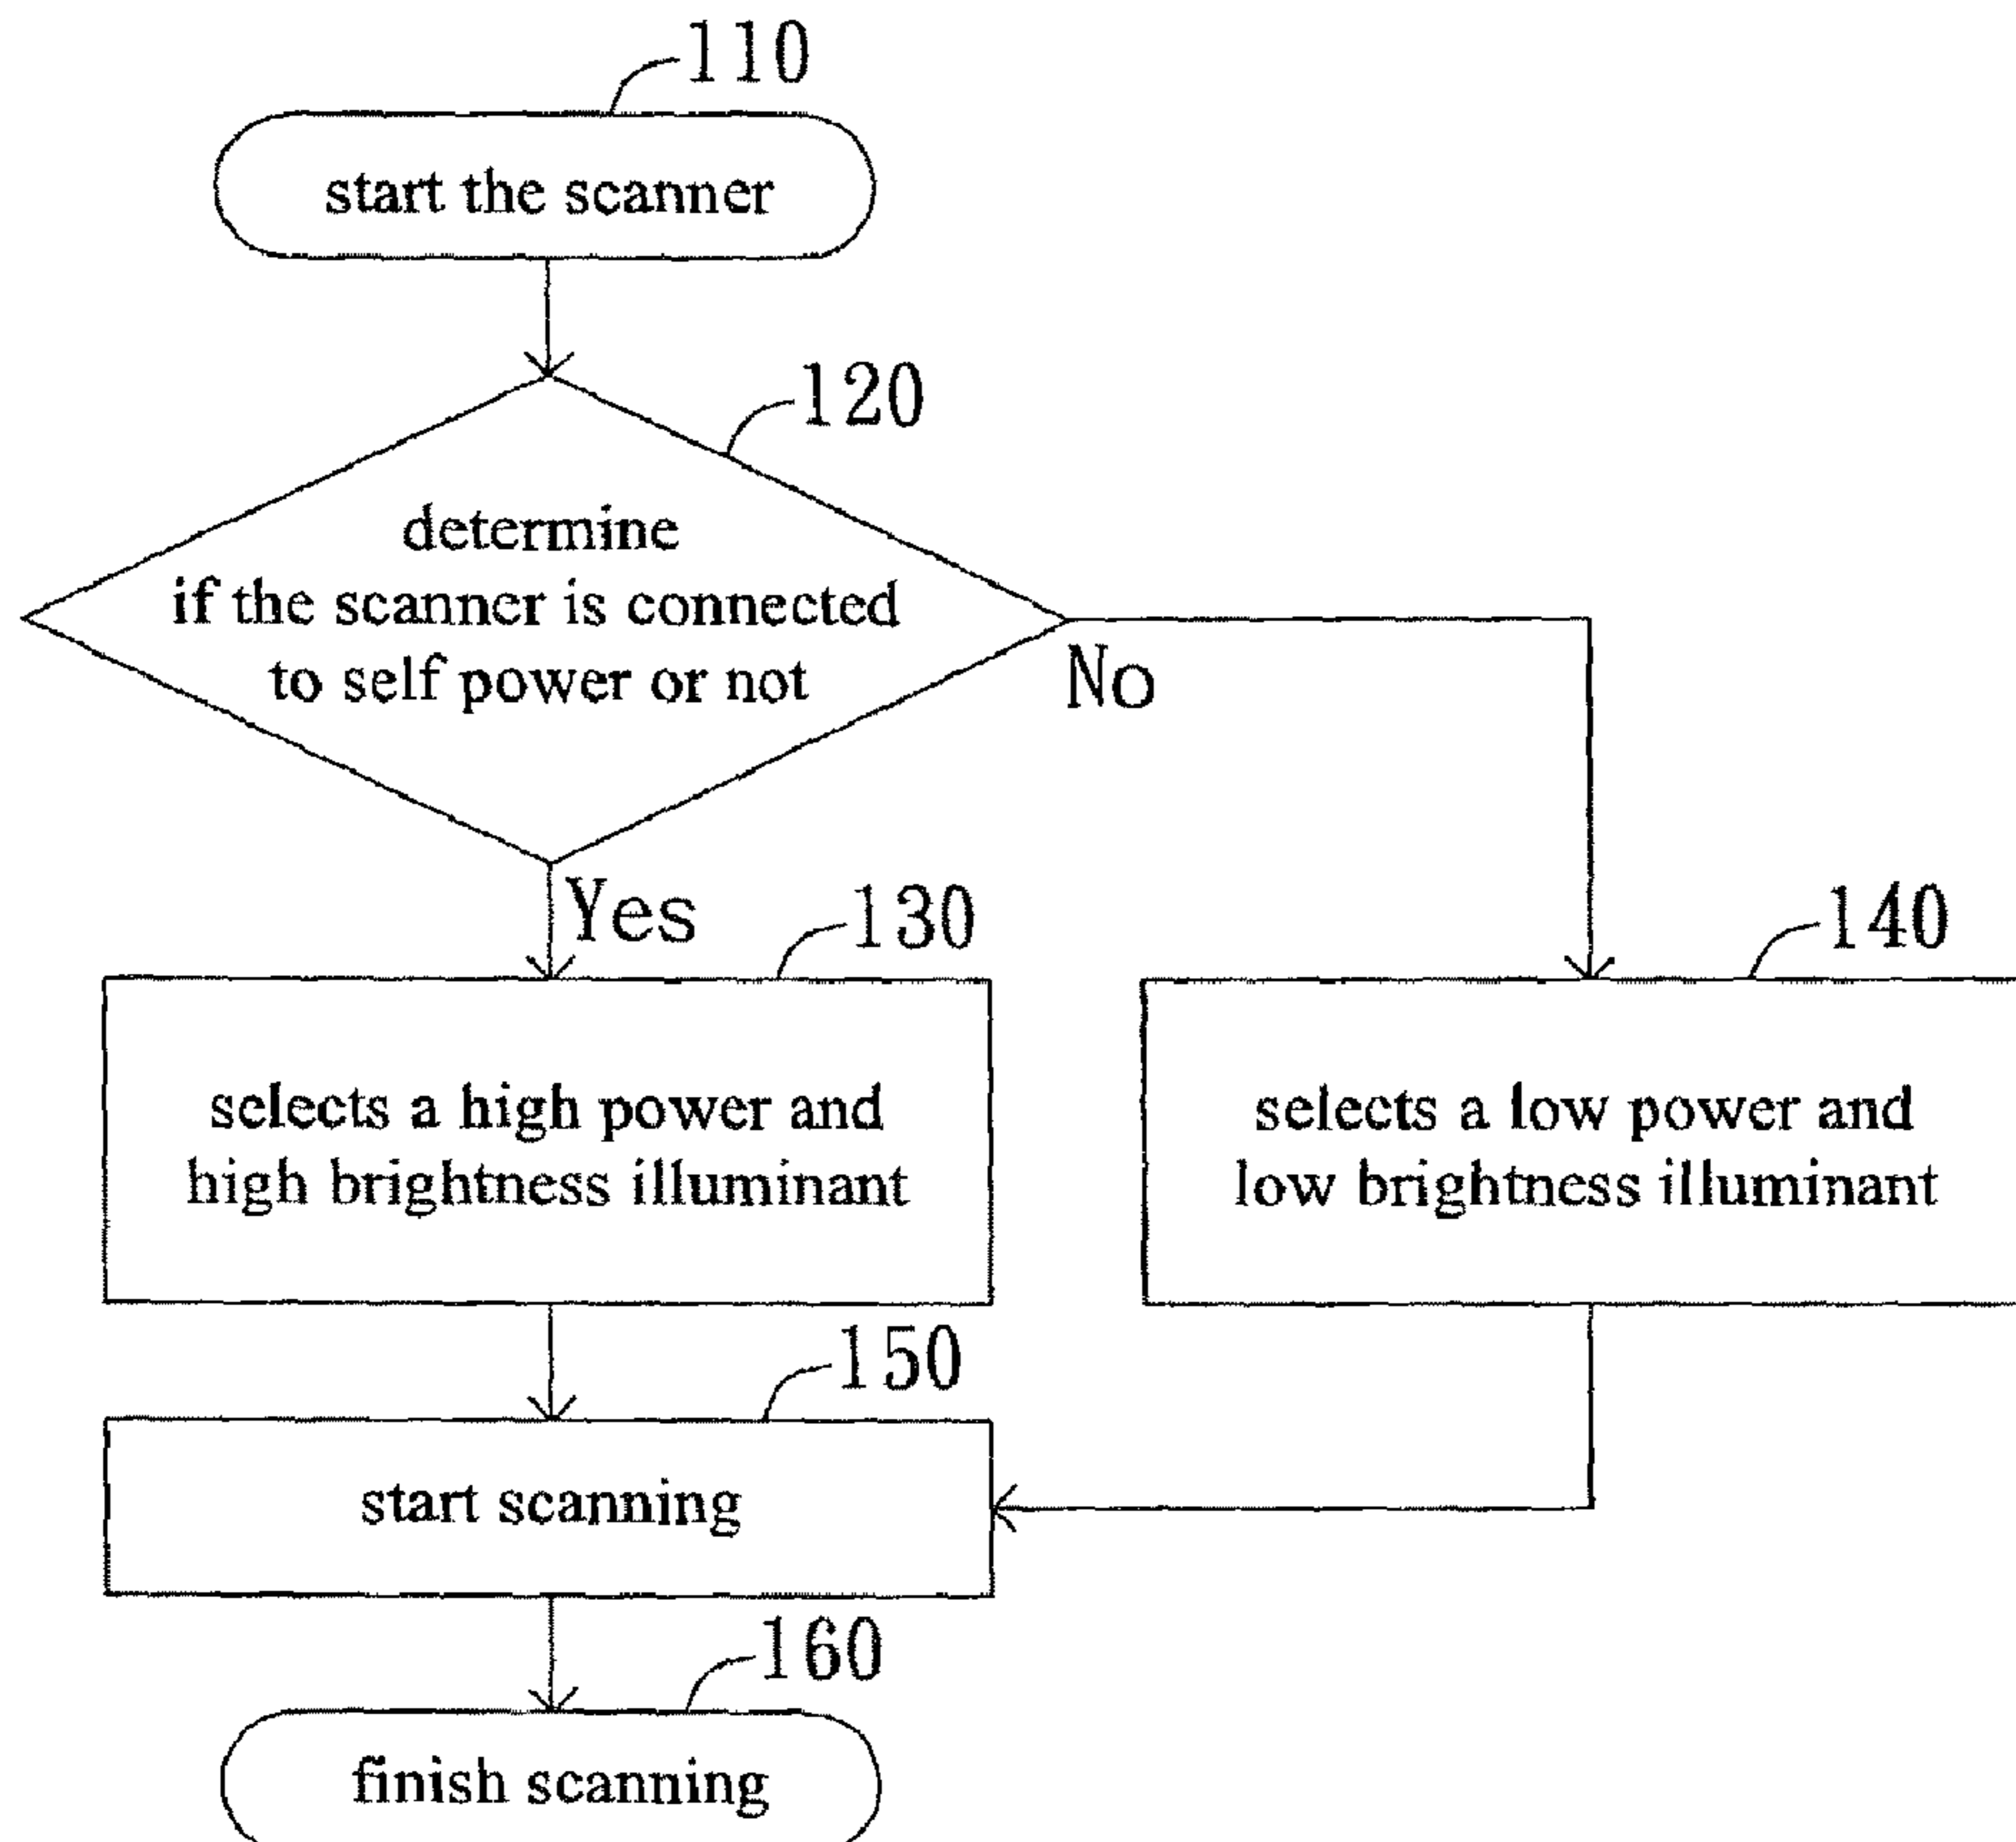 110
start the scanner
120
determine
if the scanner is connected
to self power or not
No
Yes
130
selects a high power and
high brightness illuminant
140
selects a low power and
low brightness illuminant
150
start scanning
160
finish scanning